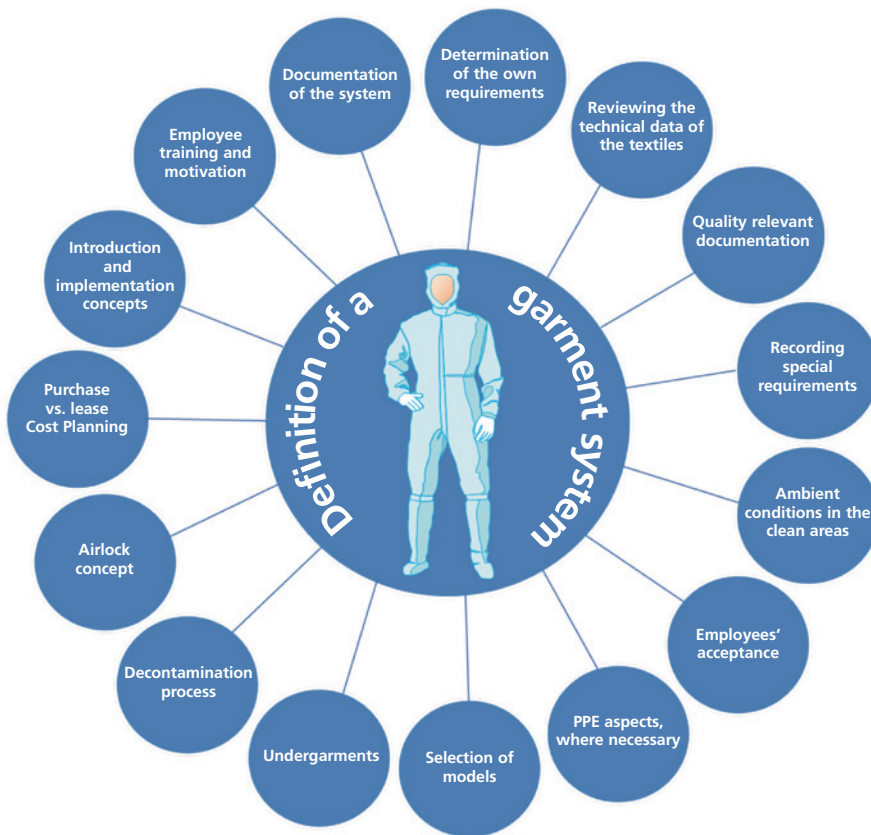 Definition of a
garment system
Determination
of the own
requirements
Reviewing the
technical data of
the textiles
Quality relevant
documentation
Recording
special
requirements
Ambient
conditions in the
clean areas
Employees‘
acceptance
PPE aspects,
where necessary
Selection of
models
Undergarments
Decontamination
process
Airlock
concept
Purchase
vs. lease
Cost Planning
Introduction
and
implementation
concepts
Employee
training and
motivation
Documentation
of the system